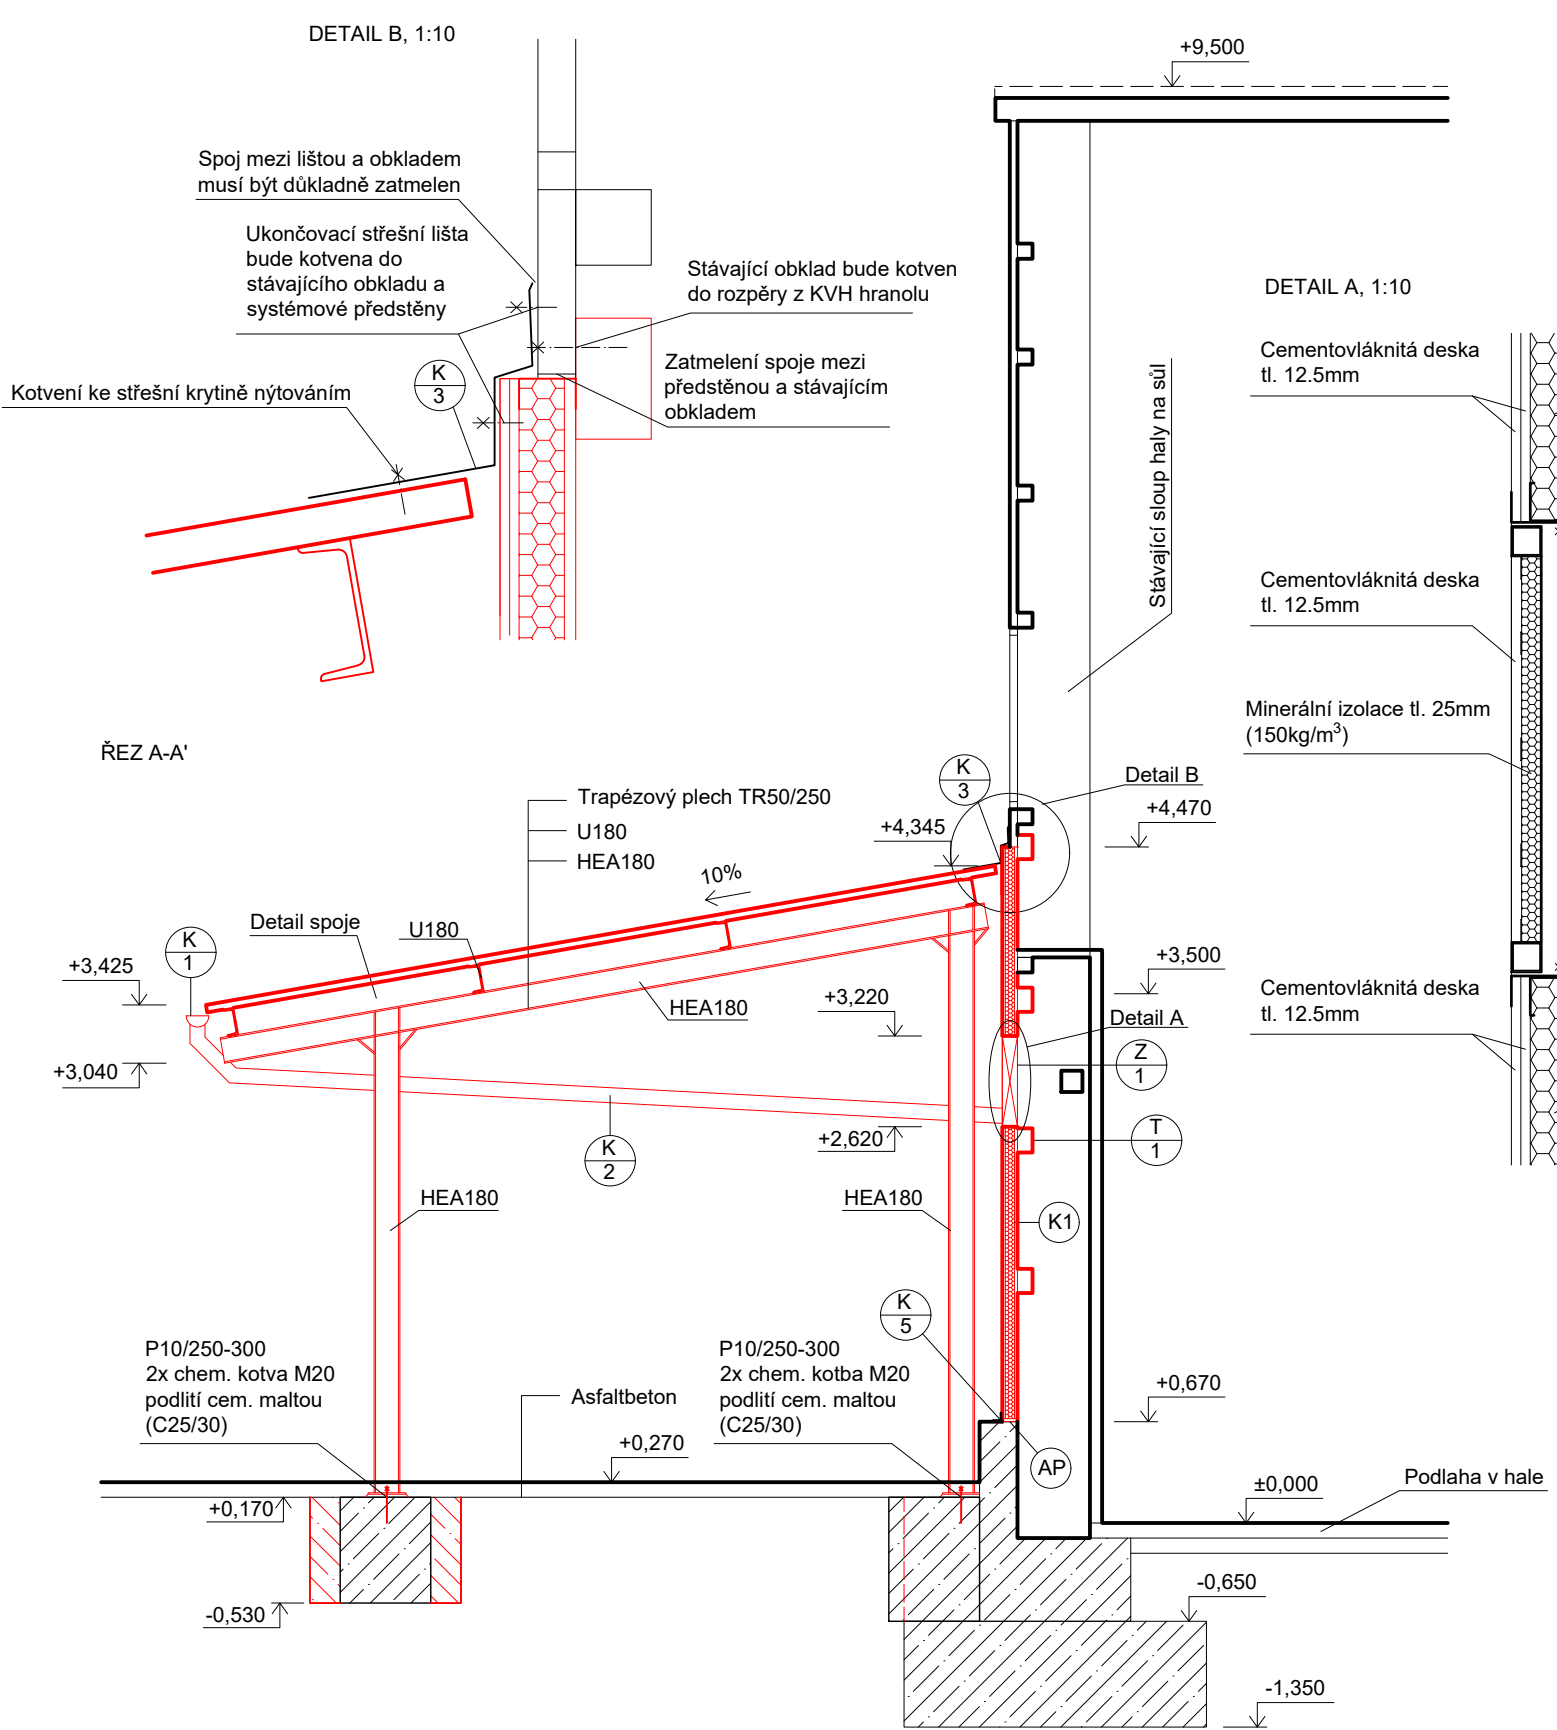 DETAIL B, 1:10
Spoj mezi lištou a obkladem
musí být důkladně zatmelen
Ukončovací střešní lišta
bude kotvena do
stávajícího obkladu a
systémové předstěny
Stávající obklad bude kotven
do rozpěry z KVH hranolu
Zatmelení spoje mezi
předstěnou a stávajícím
obkladem
K
3
Kotvení ke střešní krytině nýtováním
+9,500
Stávající sloup haly na sůl
DETAIL A, 1:10
Cementovláknitá deska
tl. 12.5mm
Cementovláknitá deska
tl. 12.5mm
Minerální izolace tl. 25mm
(150kg/m³)
Cementovláknitá deska
tl. 12.5mm
ŘEZ A-A'
Trapézový plech TR50/250
U180
HEA180
K
3
Detail B
+4,470
+4,345
10%
Detail spoje
U180
K
1
+3,425
+3,040
HEA180
+3,500
+3,220
Detail A
Z
1
T
1
+2,620
K
2
HEA180
HEA180
K1
K
5
P10/250-300
2x chem. kotva M20
podlití cem. maltou
(C25/30)
Asfaltbeton
P10/250-300
2x chem. kotba M20
podlití cem. maltou
(C25/30)
+0,670
+0,270
AP
Podlaha v hale
±0,000
+0,170
-0,530
-0,650
-1,350